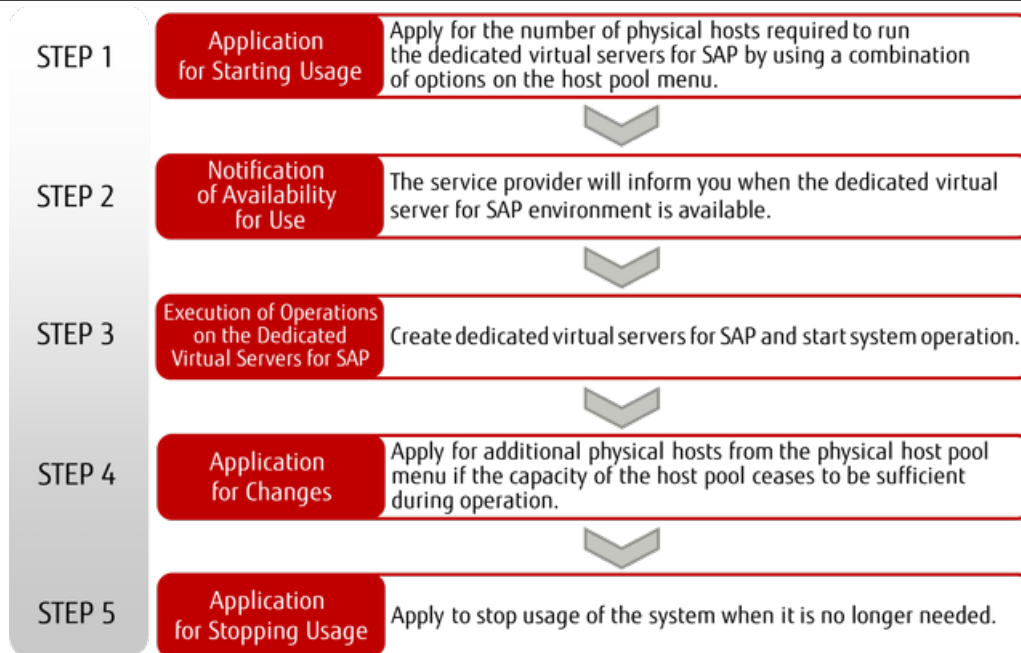 STEP 1
Application
for Starting Usage
Apply for the number of physical hosts required to run
the dedicated virtual servers for SAP by using a combination
of options on the host pool menu.
STEP 2
Notification
of Availability
for Use
The service provider will inform you when the dedicated virtual
server for SAP environment is available.
STEP 3
Execution of Operations
on the Dedicated
Virtual Servers for SAP
Create dedicated virtual servers for SAP and start system operation.
STEP 4
Application
for Changes
Apply for additional physical hosts from the physical host pool
menu if the capacity of the host pool ceases to be sufficient
during operation.
STEP 5
Application
for Stopping Usage
Apply to stop usage of the system when it is no longer needed.